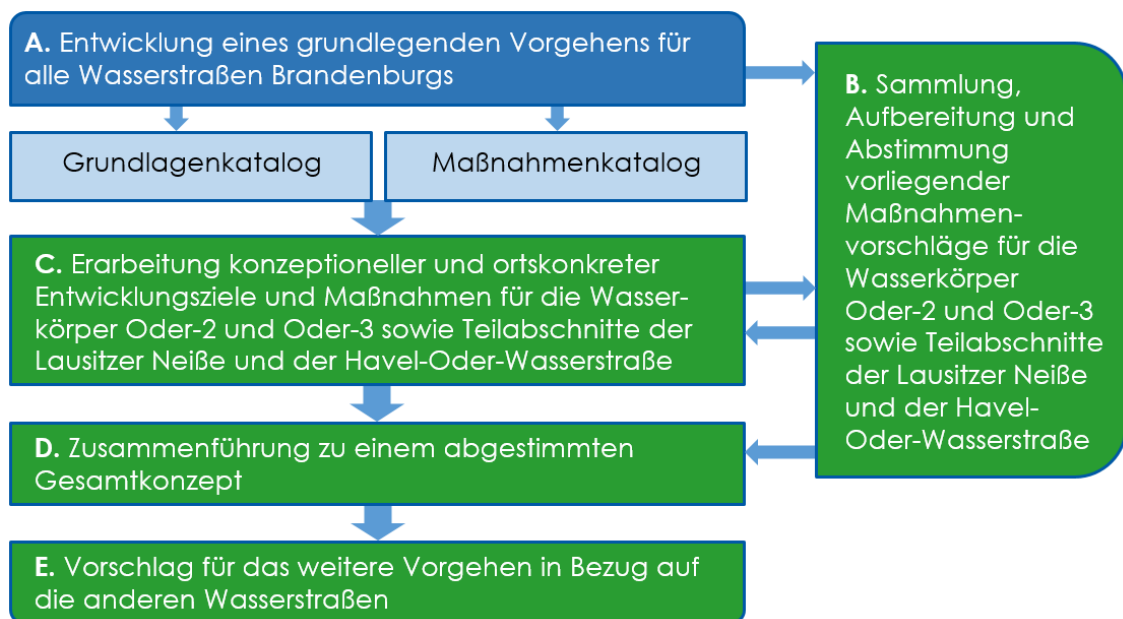 A. Entwicklung eines grundlegenden Vorgehens für
alle Wasserstraßen Brandenburgs
Grundlagenkatalog
Maßnahmenkatalog
B. Sammlung,
Aufbereitung und
Abstimmung
vorliegender
Maßnahmen-
vorschläge für die
Wasserkörper
Oder-2 und Oder-3
sowie Teilabschnitte
der Lausitzer Neiße
und der Havel-
Oder-Wasserstraße
C. Erarbeitung konzeptioneller und ortskonkreter
Entwicklungsziele und Maßnahmen für die Wasser-
körper Oder-2 und Oder-3 sowie Teilabschnitte der
Lausitzer Neiße und der Havel-Oder-Wasserstraße
D. Zusammenführung zu einem abgestimmten
Gesamtkonzept
E. Vorschlag für das weitere Vorgehen in Bezug auf
die anderen Wasserstraßen